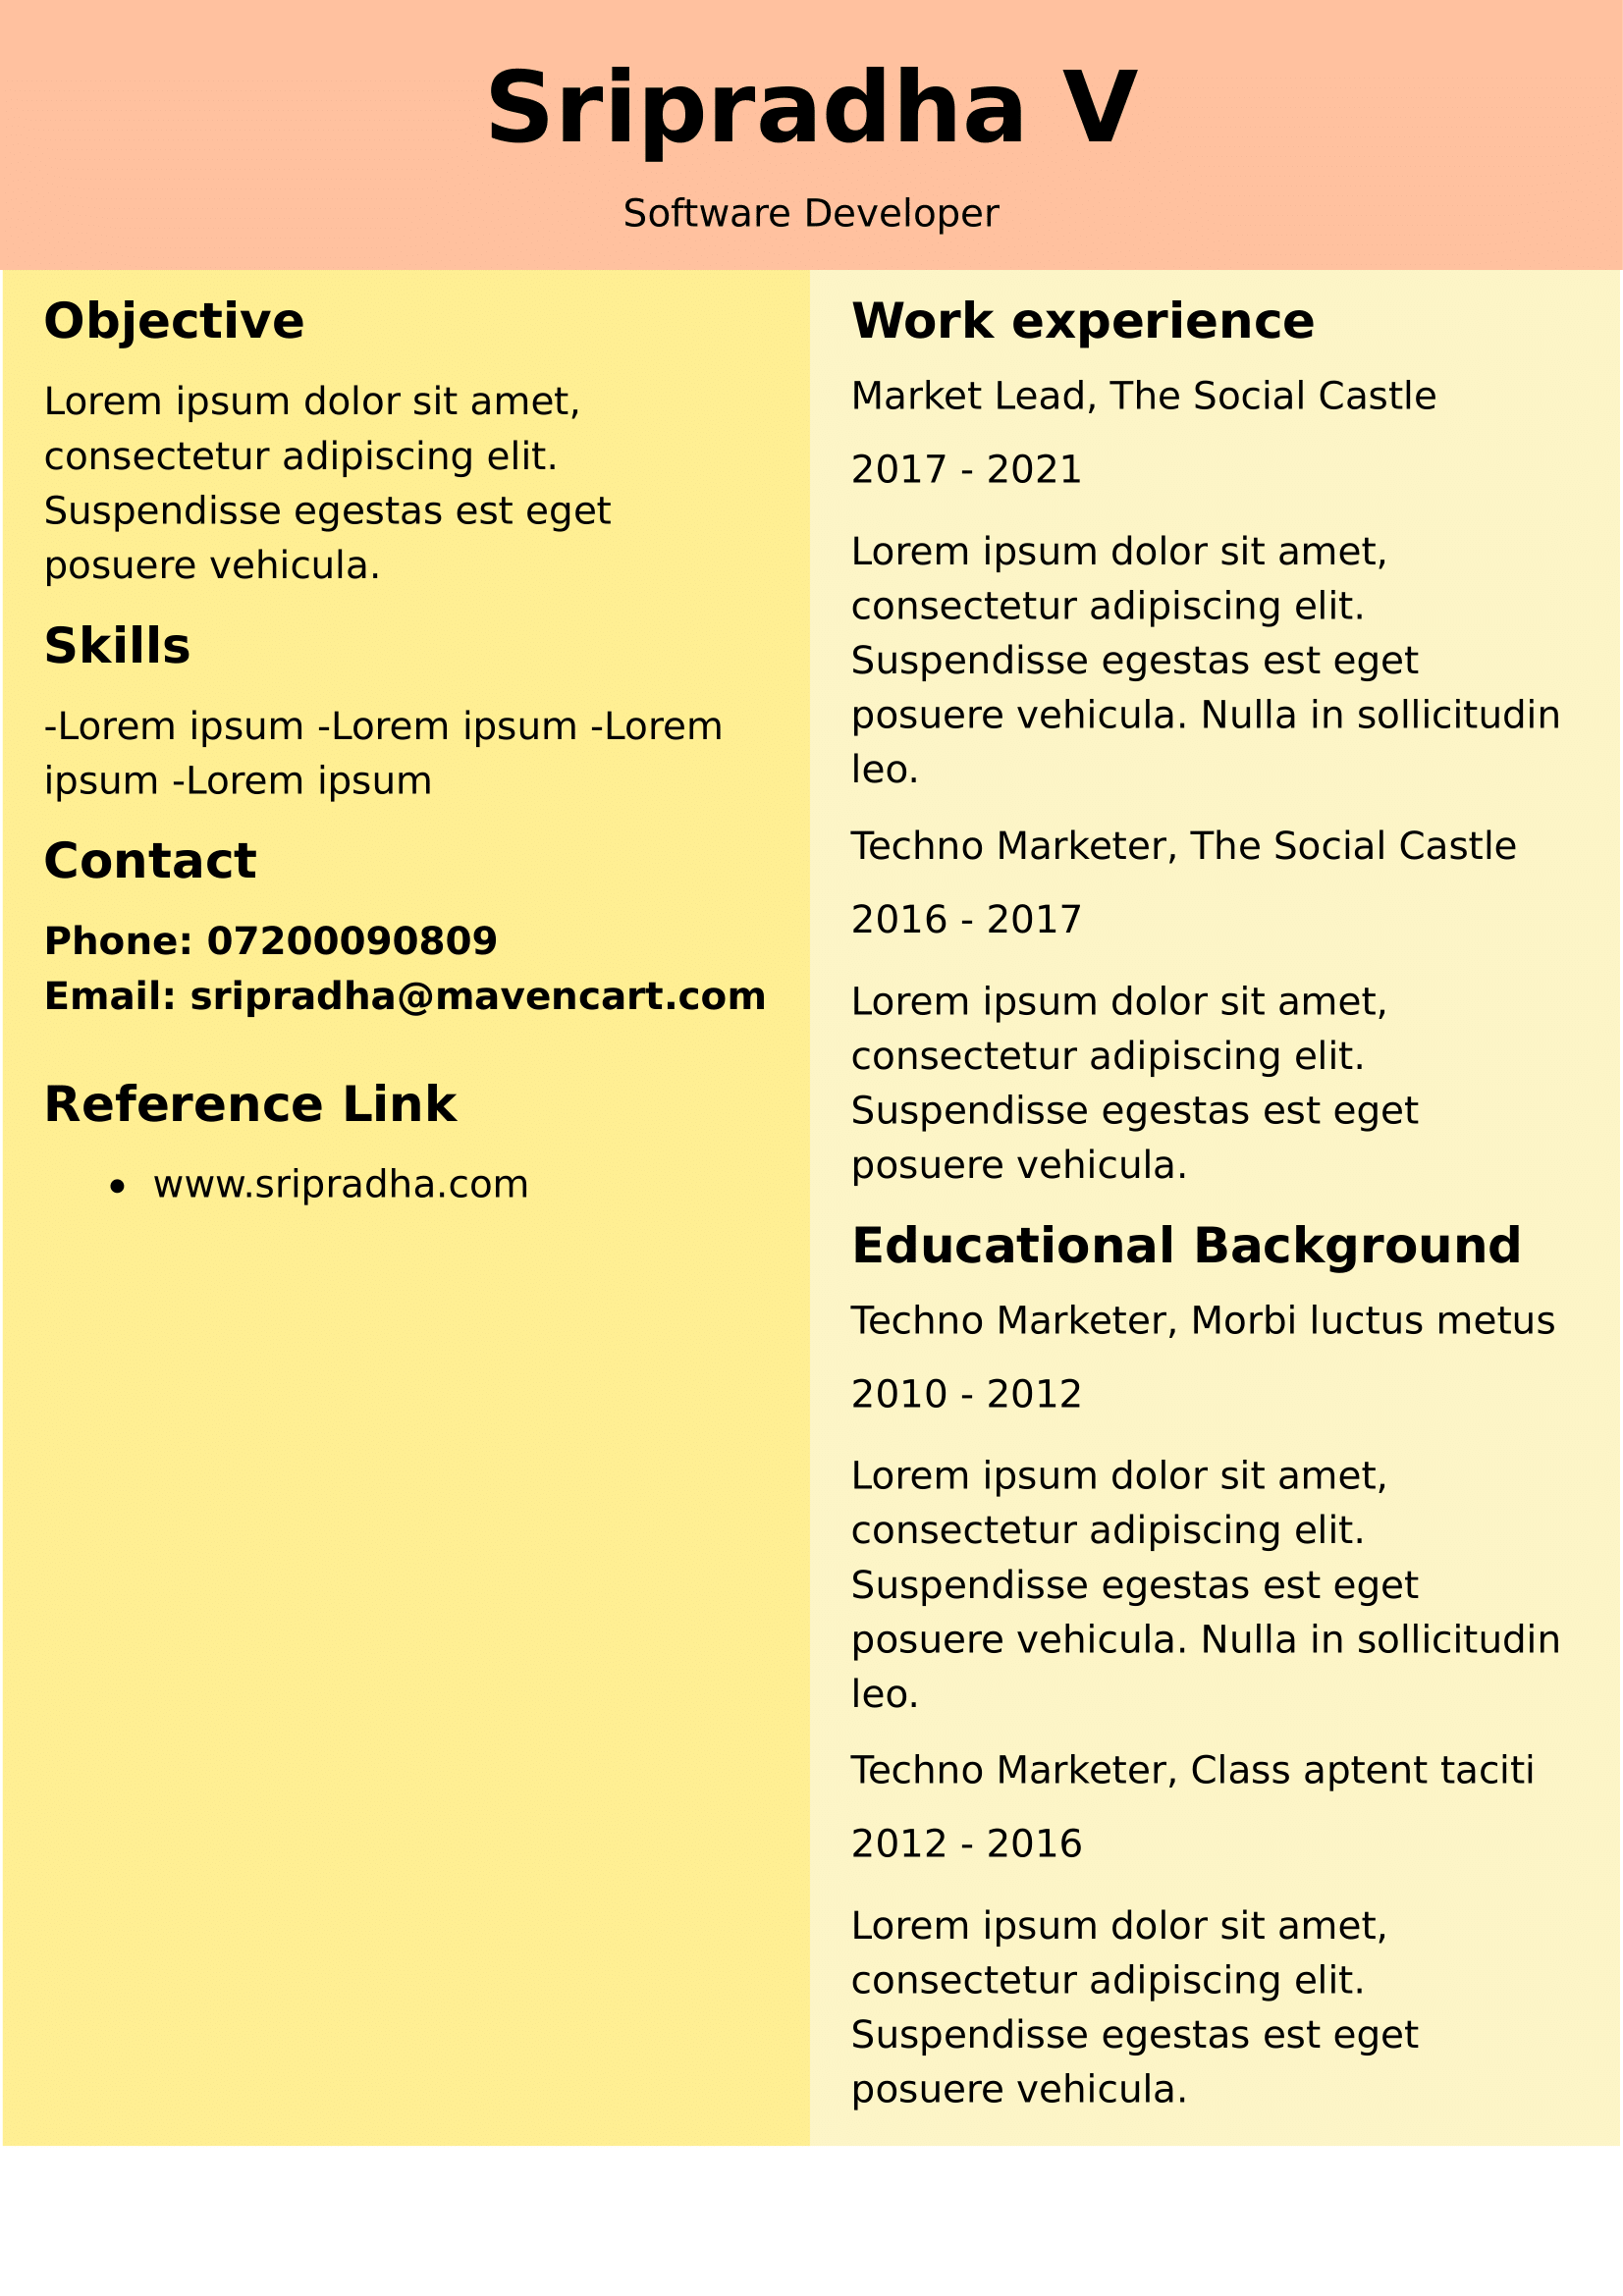 Sripradha V
Software Developer
Objective
Lorem ipsum dolor sit amet,
consectetur adipiscing elit.
Suspendisse egestas est eget
posuere vehicula.
Skills
-Lorem ipsum -Lorem ipsum -Lorem
ipsum -Lorem ipsum
Contact
Phone: 07200090809
Email: sripradha@mavencart.com
Reference Link
• www.sripradha.com
Work experience
Market Lead, The Social Castle
2017 - 2021
Lorem ipsum dolor sit amet,
consectetur adipiscing elit.
Suspendisse egestas est eget
posuere vehicula. Nulla in sollicitudin
leo.
Techno Marketer, The Social Castle
2016 - 2017
Lorem ipsum dolor sit amet,
consectetur adipiscing elit.
Suspendisse egestas est eget
posuere vehicula.
Educational Background
Techno Marketer, Morbi luctus metus
2010 - 2012
Lorem ipsum dolor sit amet,
consectetur adipiscing elit.
Suspendisse egestas est eget
posuere vehicula. Nulla in sollicitudin
leo.
Techno Marketer, Class aptent taciti
2012 - 2016
Lorem ipsum dolor sit amet,
consectetur adipiscing elit.
Suspendisse egestas est eget
posuere vehicula.